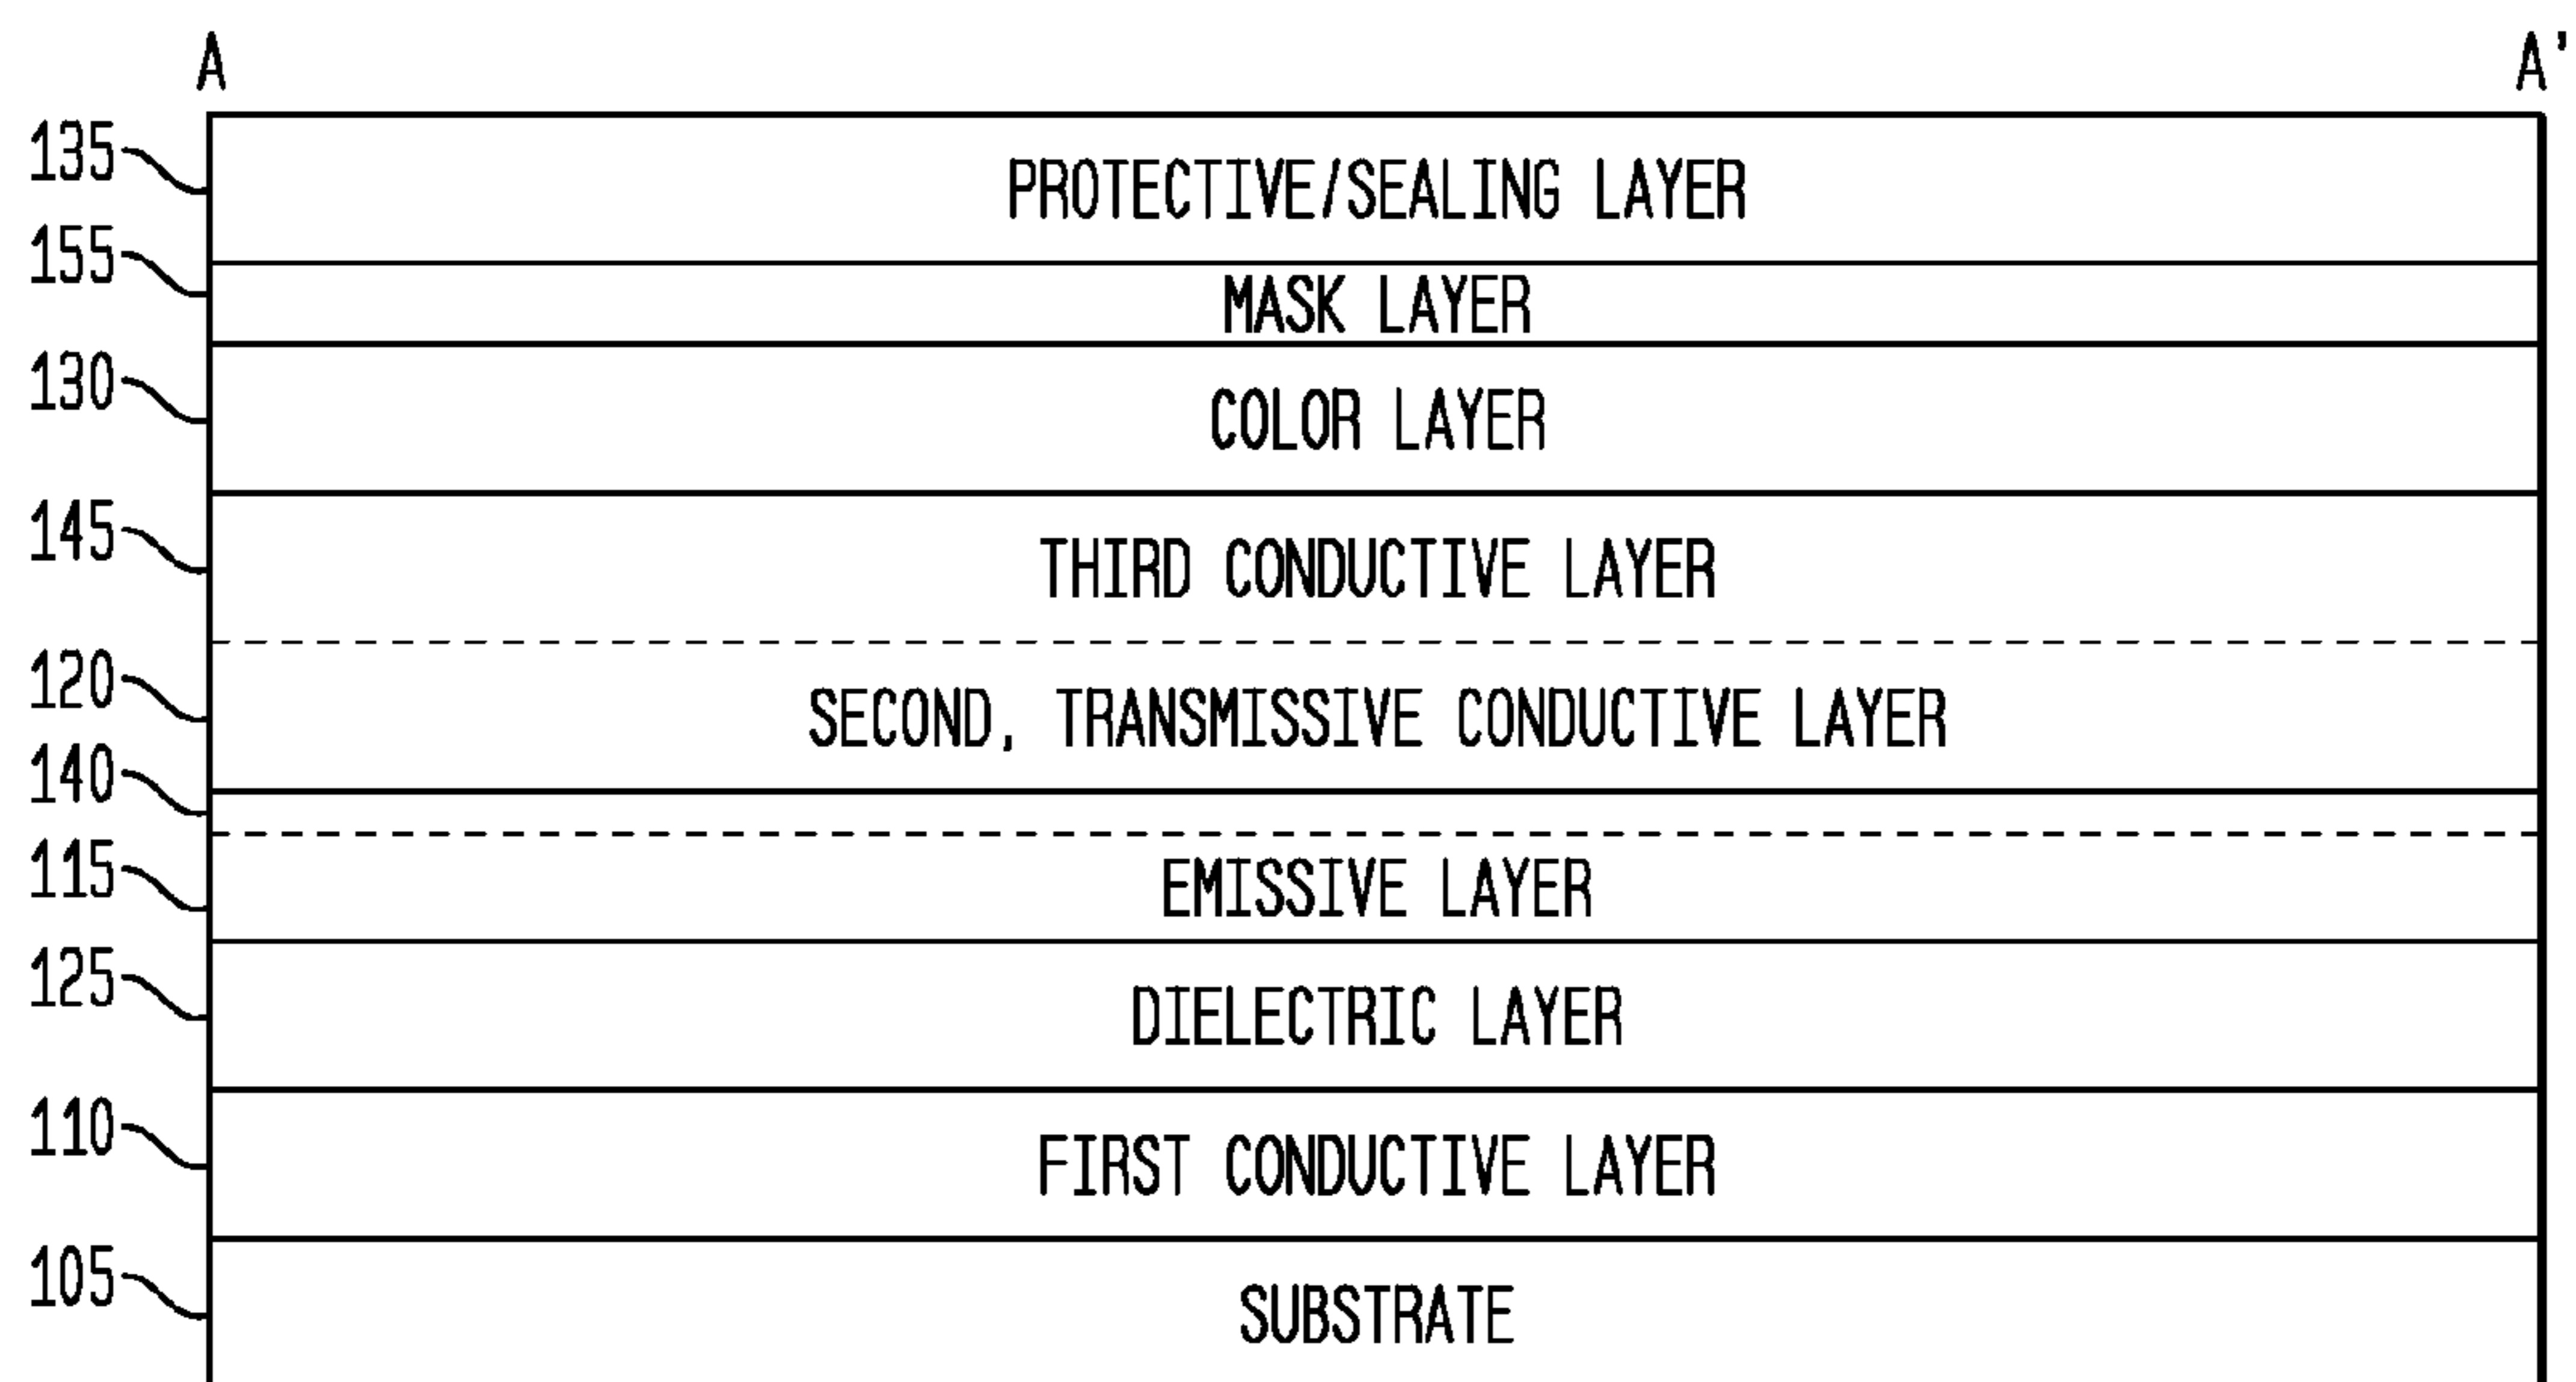 A A'
135 PROTECTIVE/SEALING LAYER
155 MASK LAYER
130 COLOR LAYER
145 THIRD CONDUCTIVE LAYER
120 SECOND, TRANSMISSIVE CONDUCTIVE LAYER
140
115 EMISSIVE LAYER
125 DIELECTRIC LAYER
110 FIRST CONDUCTIVE LAYER
105 SUBSTRATE